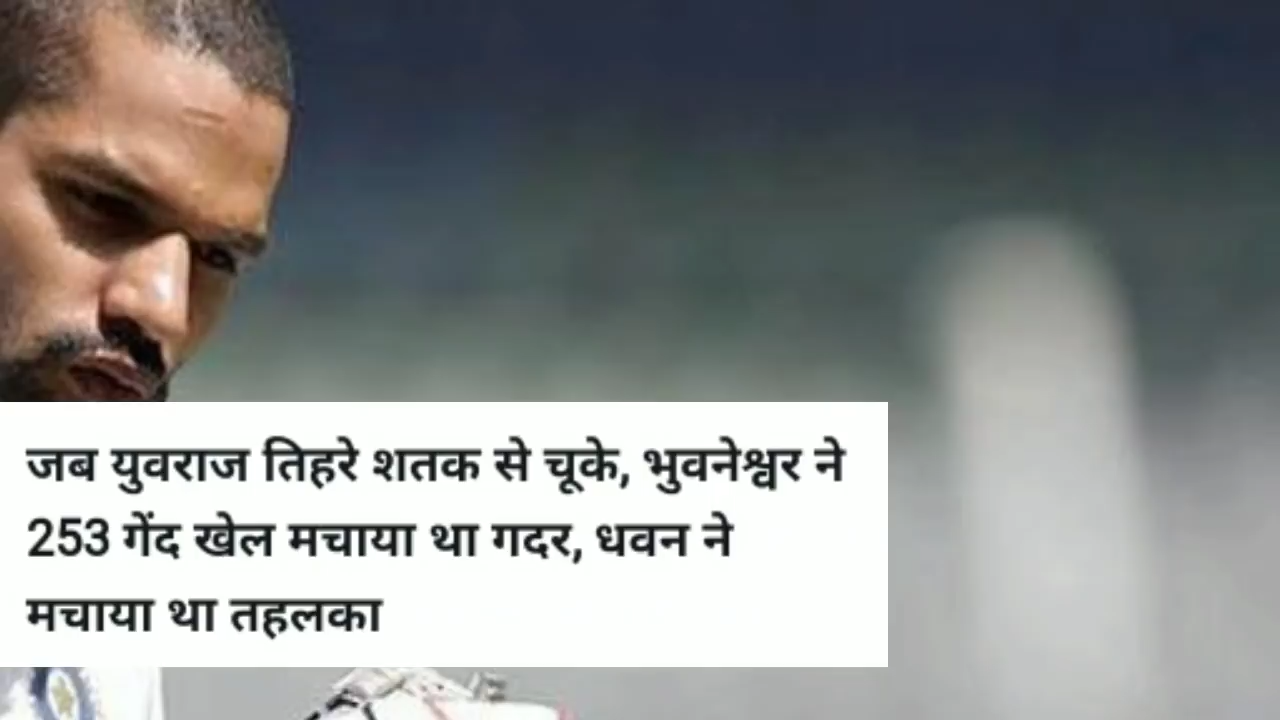 जब युवराज तिहरे शतक से चूके, भुवनेश्वर ने
253 गेंद खेल मचाया था गदर, धवन ने
मचाया था तहलका